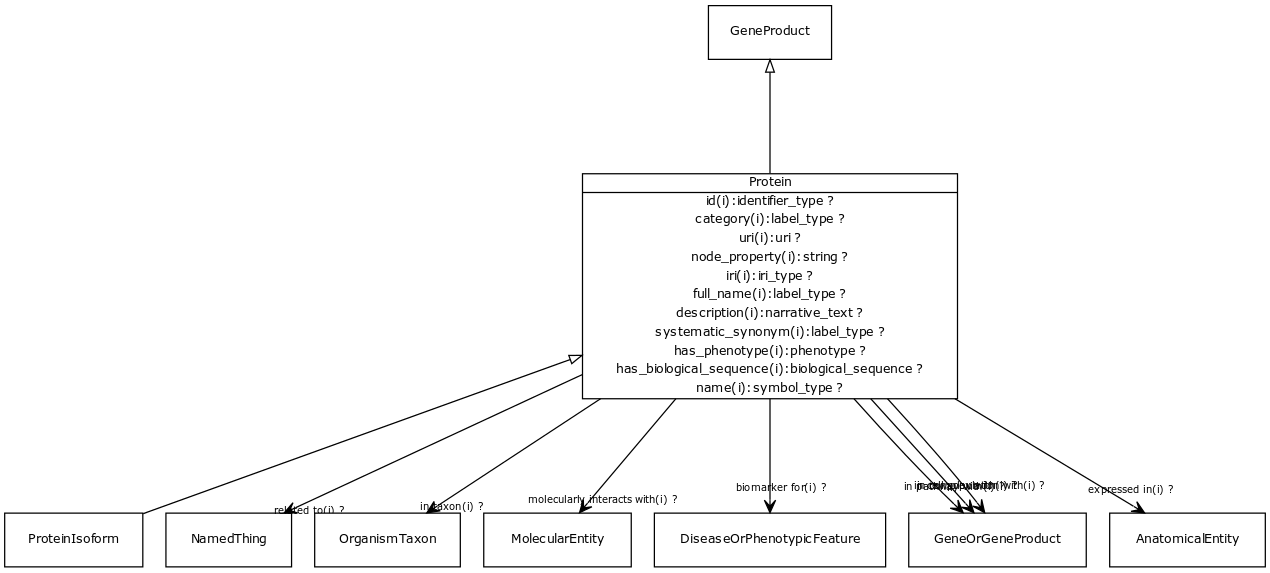 GeneProduct
Protein
id(i):identifier_type ?
category(i):label_type ?
uri(i):uri ?
node_property(i):string ?
iri(i):iri_type ?
full_name(i):label_type ?
description(i):narrative_text ?
systematic_synonym(i):label_type ?
has_phenotype(i):phenotype ?
has_biological_sequence(i):biological_sequence ?
name(i):symbol_type ?
related to(i) ?
in taxon(i) ?
molecularly interacts with(i) ?
biomarker for(i) ?
expressed in(i) ?
ProteinIsoform
NamedThing
OrganismTaxon
MolecularEntity
DiseaseOrPhenotypicFeature
GeneOrGeneProduct
AnatomicalEntity